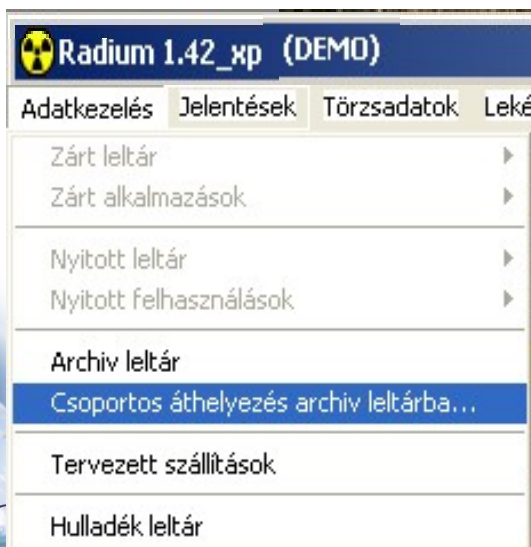 Radium 1.42_xp (DEMO)
Adatkezelés Jelentések Törzsadatok
Zárt leltár
Zárt alkalmazások
Nyitott leltár
Nyitott felhasználások
Archiv leltár
Csoportos áthelyezés archiv leltárba...
Tervezett szállítások
Hulladék leltár